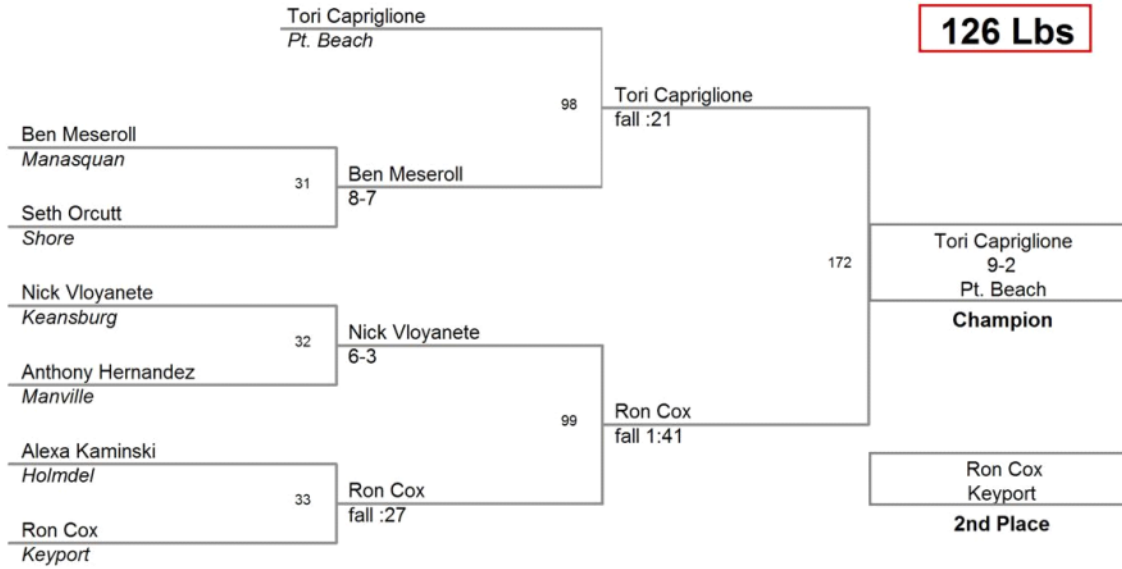 Tori Capriglione
Pt. Beach
126 Lbs
98
Tori Capriglione
fall :21
Ben Meseroll
Manasquan
31
Ben Meseroll
8-7
Seth Orcutt
Shore
172
Tori Capriglione
9-2
Pt. Beach
Champion
Nick Vloyanete
Keansburg
32
Nick Vloyanete
6-3
Anthony Hernandez
Manville
99
Ron Cox
fall 1:41
Alexa Kaminski
Holmdel
33
Ron Cox
fall :27
Ron Cox
Keyport
Ron Cox
Keyport
2nd Place